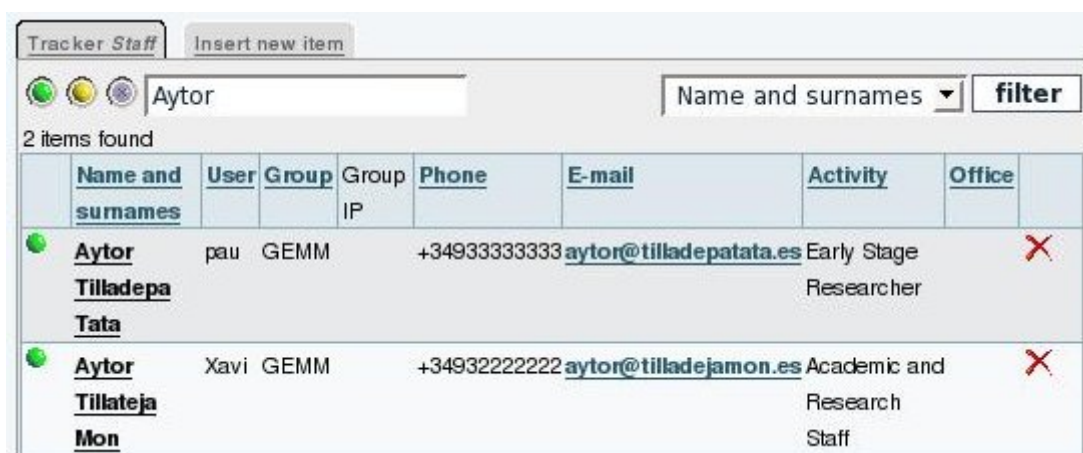 Tracker Staff Insert new item
Aytor Name and surnames filter
2 items found
Name and User Group Group Phone E-mail Activity Office
surnames IP
Aytor pau GEMM +34933333333 aytor@tilladepatata.es Early Stage
Tilladepa Researcher
Tata
Aytor Xavi GEMM +34932222222 aytor@tilladejamon.es Academic and
Tillateja Research
Mon Staff